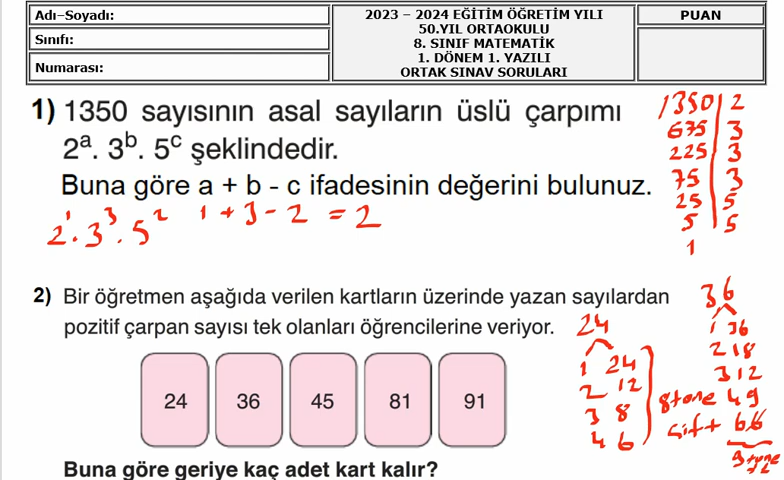 Adı-Soyadı:
Sınıfı:
Numarası:
2023 – 2024 EĞİTİM ÖĞRETİM YILI
50.YIL ORTAOKULU
8. SINIF MATEMATİK
1. DÖNEM 1. YAZILI
ORTAK SINAV SORULARI
PUAN
1) 1350 sayısının asal sayıların üslü çarpımı
2ᵃ. 3ᵇ. 5ᶜ şeklindedir.
Buna göre a + b - c ifadesinin değerini bulunuz.
2¹.3³.5² 1+3-2=2
1350 2
675 3
225 3
75 3
25 5
5 5
1
2) Bir öğretmen aşağıda verilen kartların üzerinde yazan sayılardan
pozitif çarpan sayısı tek olanları öğrencilerine veriyor.
24 36 45 81 91
24
1 24
2 12
3 8
4 6
8 tane
çift
36
1 36
2 18
3 12
4 9
6 6
9 tane
Buna göre geriye kaç adet kart kalır?